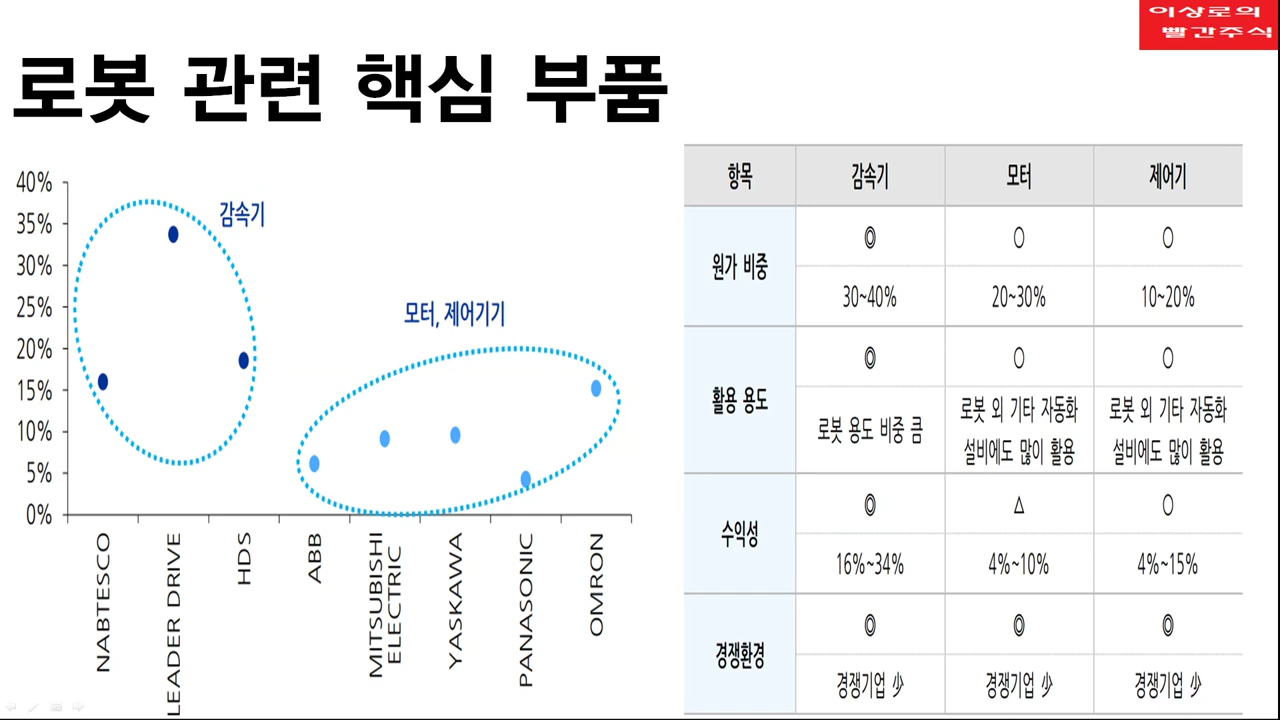 이상로의
빨간주식
로봇 관련 핵심 부품
40%
35%
30%
25%
20%
15%
10%
5%
0%
감속기
모터, 제어기기
NABTESCO
LEADER DRIVE
HDS
ABB
MITSUBISHI
ELECTRIC
YASKAWA
PANASONIC
OMRON
항목 감속기 모터 제어기
원가 비중
◎ ○ ○
30~40% 20~30% 10~20%
활용 용도
◎ ○ ○
로봇 용도 비중 큼
로봇 외 기타 자동화
설비에도 많이 활용
로봇 외 기타 자동화
설비에도 많이 활용
수익성
◎ △ ○
16%~34% 4%~10% 4%~15%
경쟁환경
◎ ◎ ◎
경쟁기업 少 경쟁기업 少 경쟁기업 少